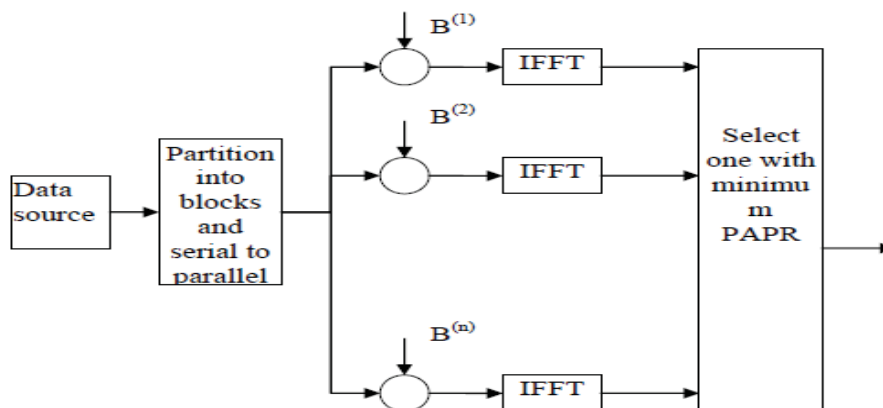 Data
source
Partition
into
blocks
and
serial to
parallel
B(1)
IFFT
B(2)
IFFT
B(n)
IFFT
Select
one with
minimu
m
PAPR